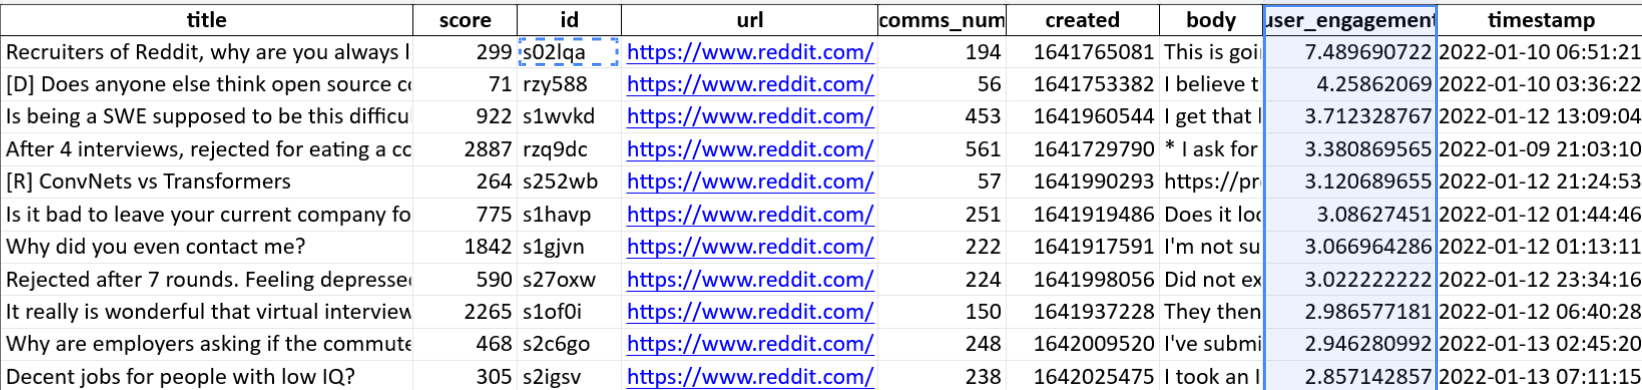 title score id url comms_num created body user_engagement timestamp
Recruiters of Reddit, why are you always 299 s02lqa https://www.reddit.com/ 194 1641765081 This is 7.489690722 2022-01-10 06:51:21
[D] Does anyone else think open source 71 rzy588 https://www.reddit.com/ 56 1641753382 I believe 4.25862069 2022-01-10 03:36:22
Is being a SWE supposed to be this 922 s1wvkd https://www.reddit.com/ 453 1641960544 I get that 3.712328767 2022-01-12 13:09:04
After 4 interviews, rejected for eating a 2887 rzq9dc https://www.reddit.com/ 561 1641729790 * I ask for 3.380869565 2022-01-09 21:03:10
[R] ConvNets vs Transformers 264 s252wb https://www.reddit.com/ 57 1641990293 3.120689655 2022-01-12 21:24:53
Is it bad to leave your current company 775 s1havp https://www.reddit.com/ 251 1641919486 Does it 3.08627451 2022-01-12 01:44:46
Why did you even contact me? 1842 s1gjvn https://www.reddit.com/ 222 1641917591 I'm not 3.066964286 2022-01-12 01:13:11
Rejected after 7 rounds. Feeling 590 s27oxw https://www.reddit.com/ 224 1641998056 Did not 3.022222222 2022-01-12 23:34:16
It really is wonderful that virtual 2265 s1of0i https://www.reddit.com/ 150 1641937228 They 2.986577181 2022-01-12 06:40:28
Why are employers asking if the 468 s2c6go https://www.reddit.com/ 248 1642009520 I've 2.946280992 2022-01-13 02:45:20
Decent jobs for people with low IQ? 305 s2igsv https://www.reddit.com/ 238 1642025475 I took an 2.857142857 2022-01-13 07:11:15